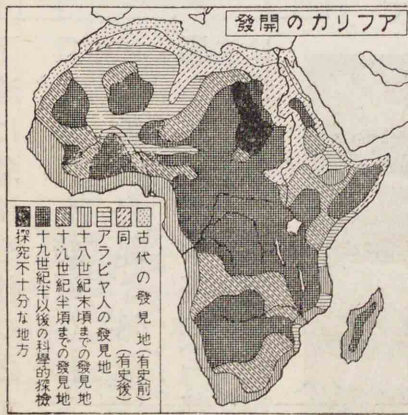 アフリカの開發
古代の發見地（有史前）
同（有史後）
アラビヤ人の發見地
十八世紀末頃までの發見地
十九世紀半頃までの發見地
十九世紀半以後の科學的探檢
探究不十分な地方